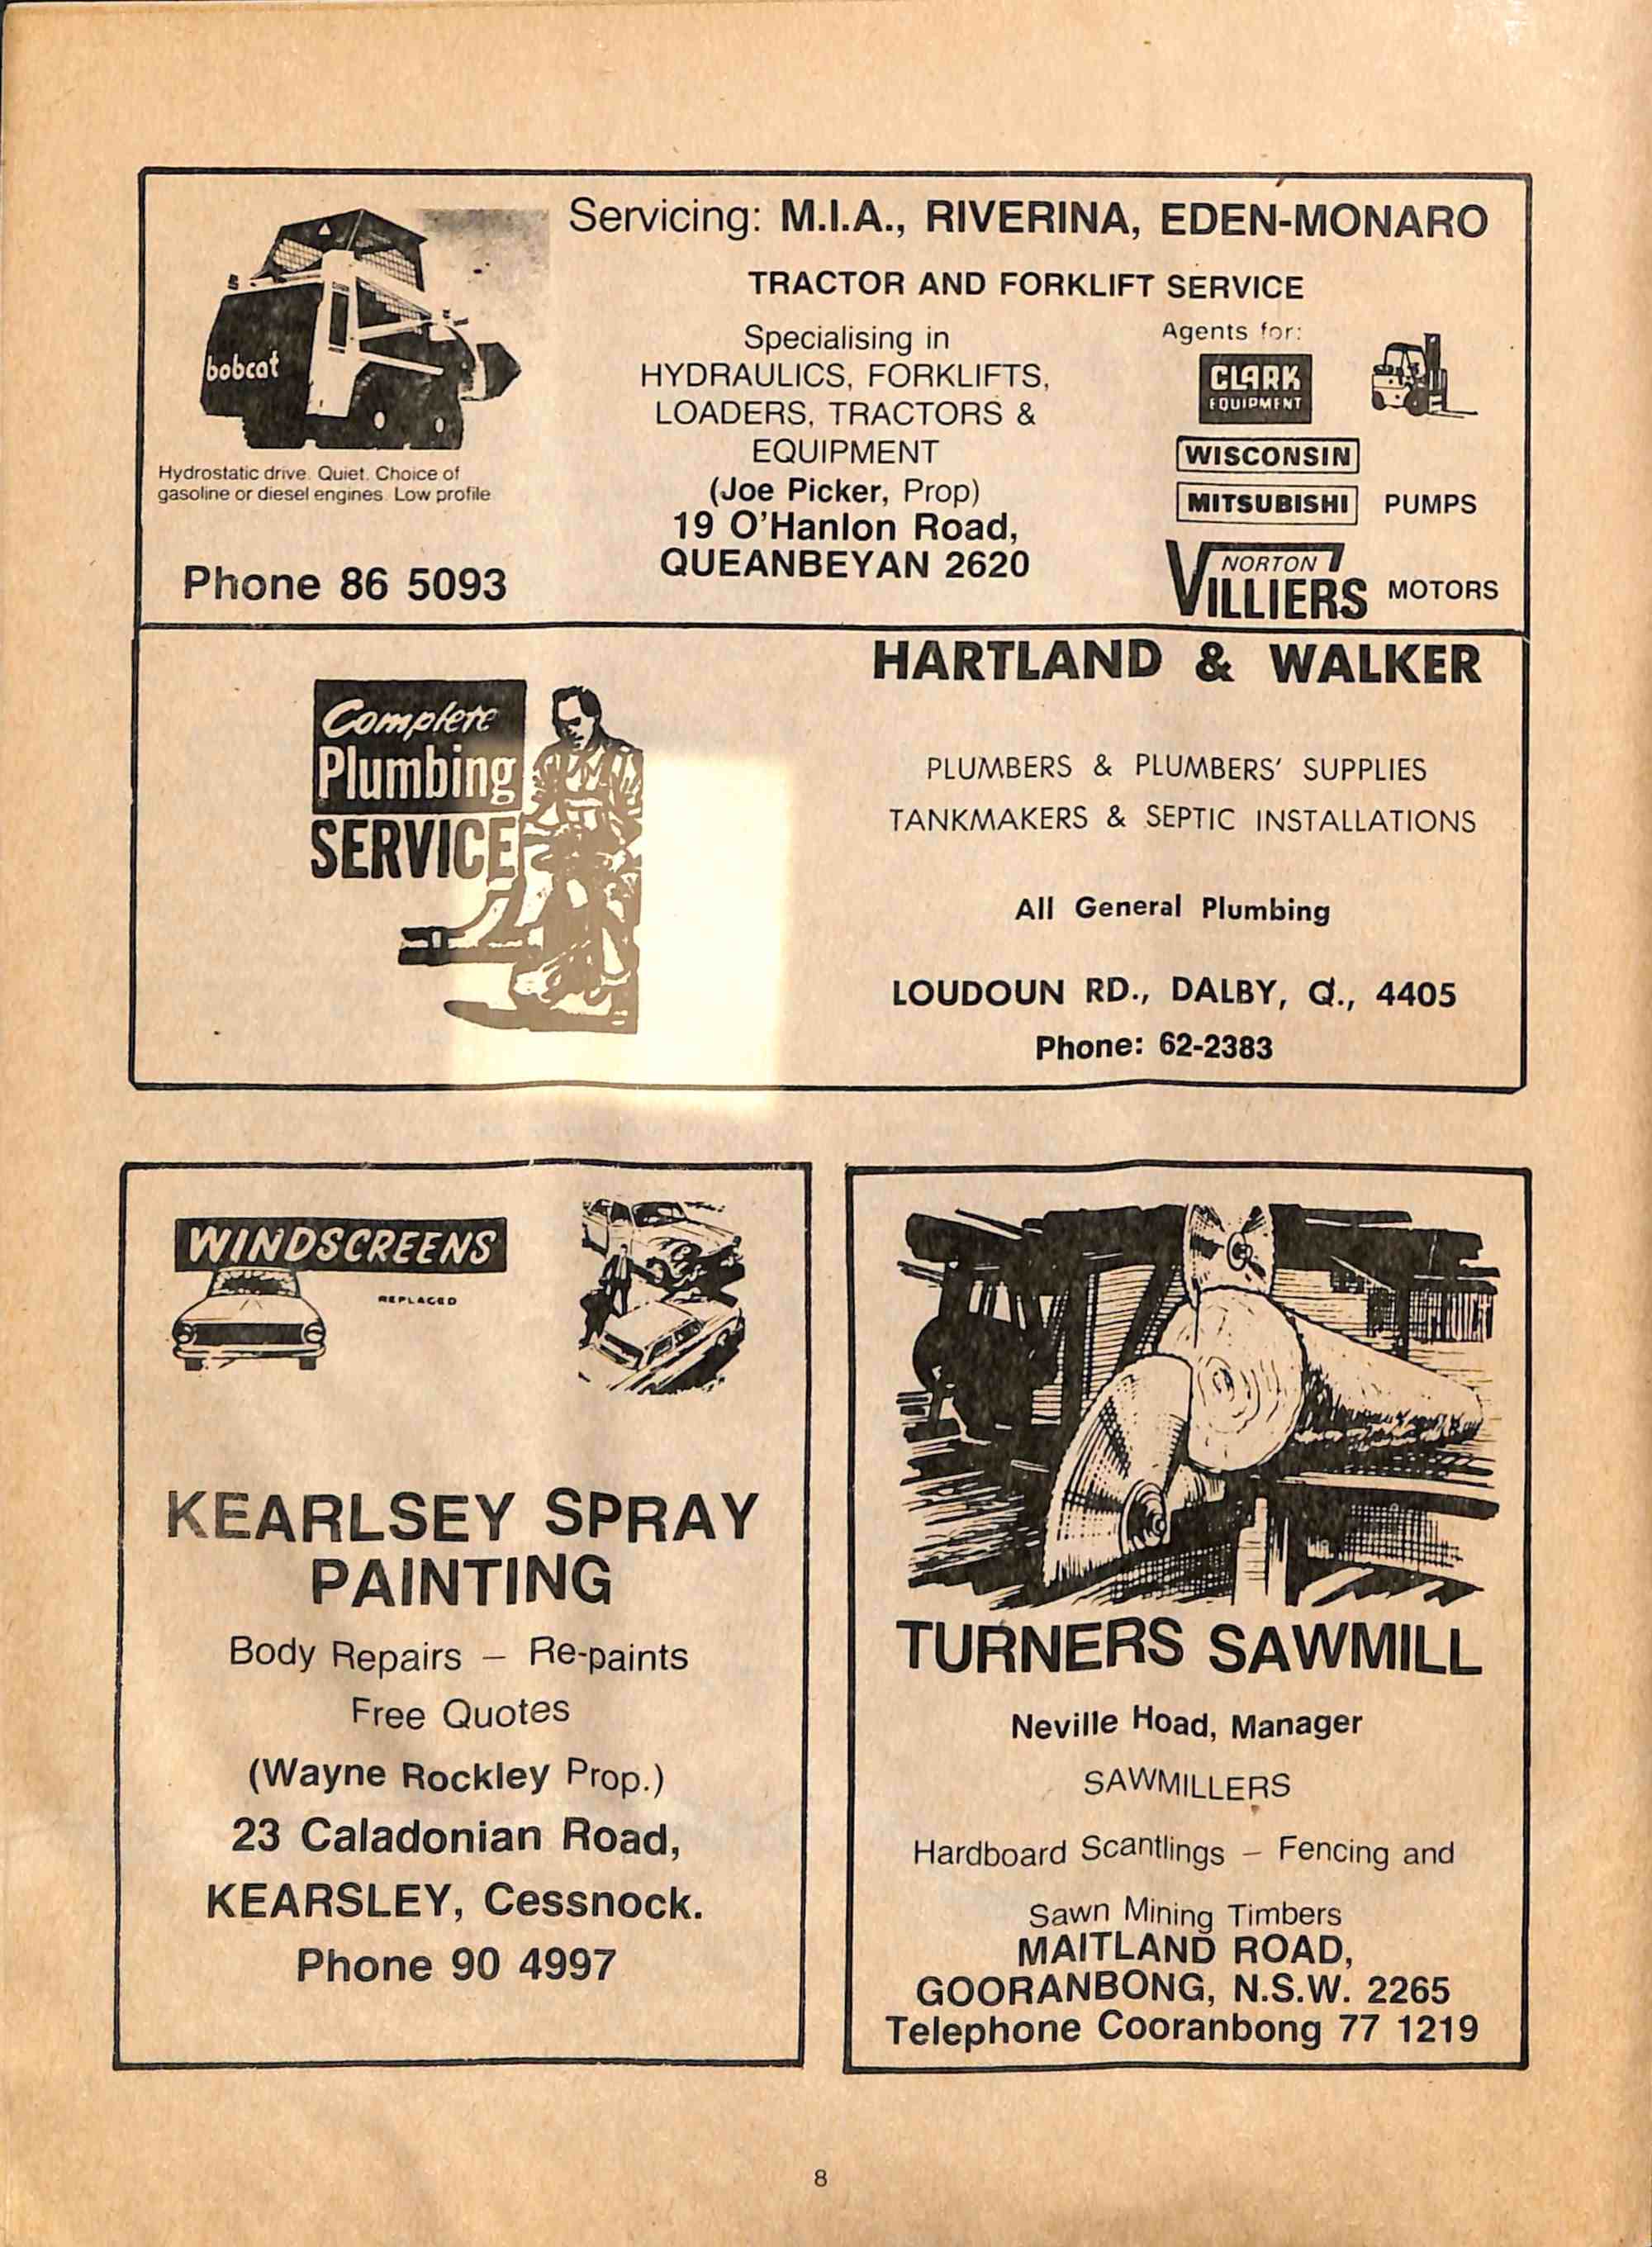 Servicing: M.I.A., RIVERINA, EDEN-MONARO
TRACTOR AND FORKLIFT SERVICE
bobcat
Hydrostatic drive. Quiet. Choice of
gasoline or diesel engines. Low profile
Phone 86 5093
Specialising in
HYDRAULICS, FORKLIFTS,
LOADERS, TRACTORS &
EQUIPMENT
(Joe Picker, Prop)
19 O'Hanlon Road,
QUEANBEYAN 2620
Agents for:
CLARK
EQUIPMENT
WISCONSIN
MITSUBISHI PUMPS
NORTON
VILLIERS MOTORS
Complete
Plumbing
SERVICE
HARTLAND & WALKER
PLUMBERS & PLUMBERS' SUPPLIES
TANKMAKERS & SEPTIC INSTALLATIONS
All General Plumbing
LOUDOUN RD., DALBY, Q., 4405
Phone: 62-2383
WINDSCREENS
REPLACED
KEARLSEY SPRAY
PAINTING
Body Repairs – Re-paints
Free Quotes
(Wayne Rockley Prop.)
23 Caladonian Road,
KEARSLEY, Cessnock.
Phone 90 4997
TURNERS SAWMILL
Neville Hoad, Manager
SAWMILLERS
Hardboard Scantlings – Fencing and
Sawn Mining Timbers
MAITLAND ROAD,
GOORANBONG, N.S.W. 2265
Telephone Cooranbong 77 1219
8